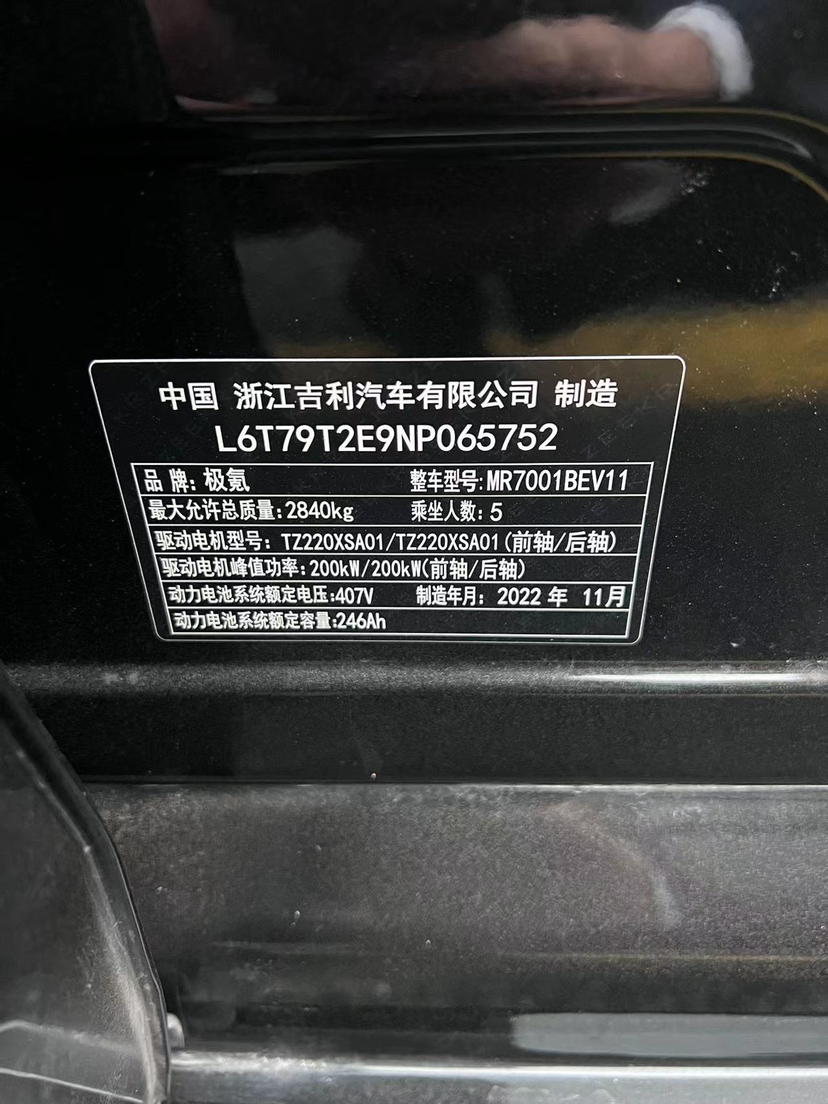 中国 浙江吉利汽车有限公司 制造
L6T79T2E9NP065752
品 牌: 极氪 整车型号:MR7001BEV11
最大允许总质量:2840kg 乘坐人数: 5
驱动电机型号: TZ220XSA01/TZ220XSA01(前轴/后轴)
驱动电机峰值功率:200kW/200kW(前轴/后轴)
动力电池系统额定电压:407V 制造年月: 2022 年 11月
动力电池系统额定容量:246Ah